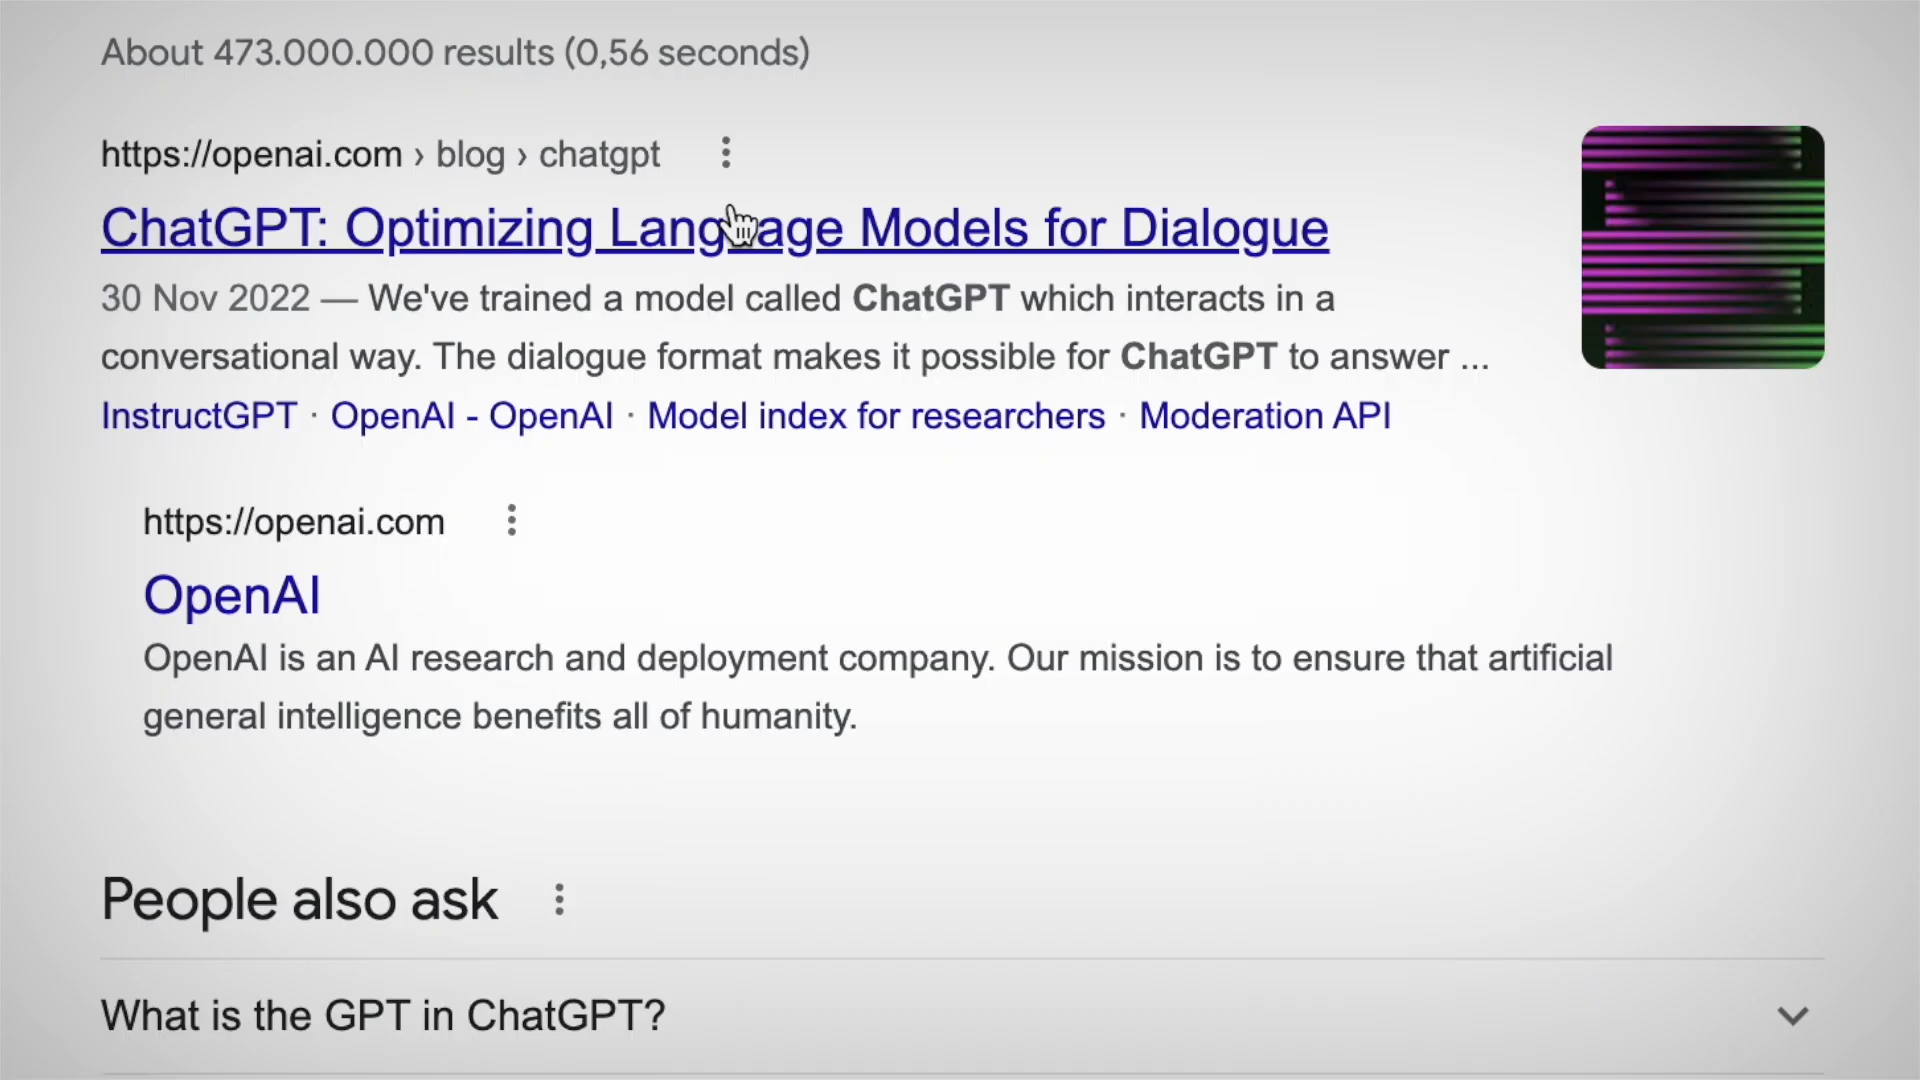 About 473.000.000 results (0,56 seconds)
https://openai.com › blog › chatgpt
ChatGPT: Optimizing Language Models for Dialogue
30 Nov 2022 — We've trained a model called ChatGPT which interacts in a
conversational way. The dialogue format makes it possible for ChatGPT to answer ...
InstructGPT · OpenAI - OpenAI · Model index for researchers · Moderation API
https://openai.com
OpenAI
OpenAI is an AI research and deployment company. Our mission is to ensure that artificial
general intelligence benefits all of humanity.
People also ask
What is the GPT in ChatGPT?